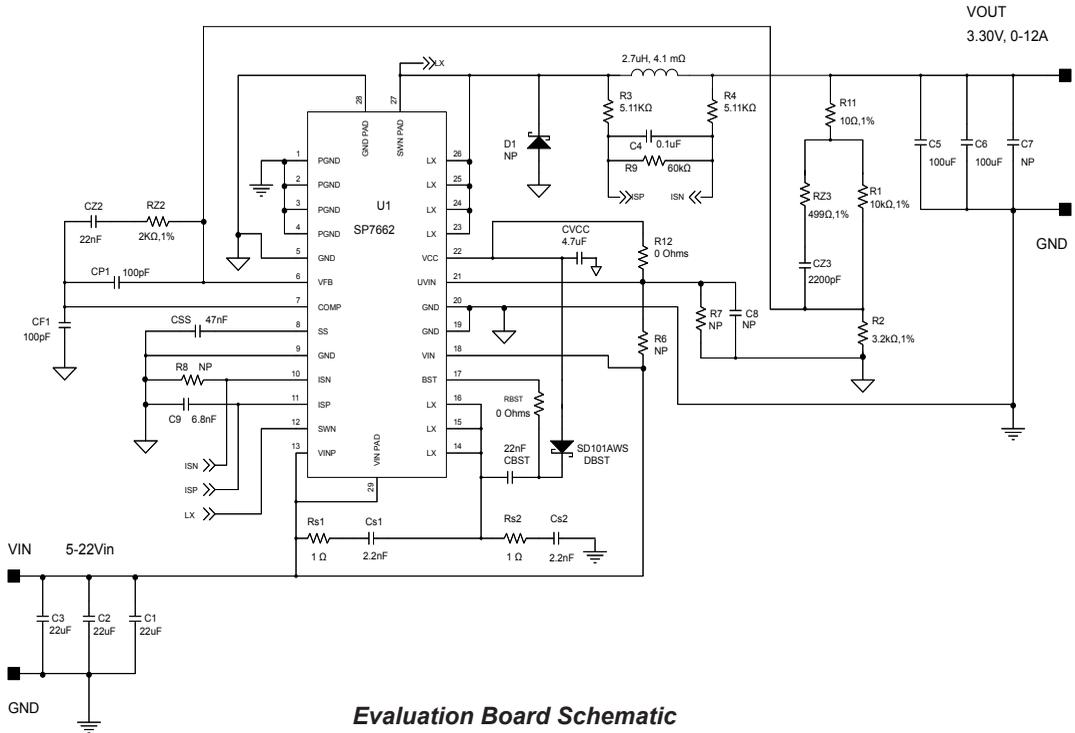 VOUT
3.30V, 0-12A
LX
2.7uH, 4.1 mΩ
R3
5.11KΩ
R4
5.11KΩ
R11
10Ω,1%
28
27
GND PAD
SWN PAD
D1
NP
C4
0.1uF
R9
60kΩ
C5
100uF
C6
100uF
C7
NP
1
PGND
LX
26
2
PGND
LX
25
3
PGND
LX
24
4
PGND
LX
23
5
GND
VCC
22
6
VFB
UVIN
21
7
COMP
GND
20
8
SS
GND
19
9
GND
VIN
18
10
ISN
BST
17
11
ISP
LX
16
12
SWN
LX
15
13
VINP
LX
14
U1
SP7662
VIN PAD
29
ISP
ISN
RZ3
499Ω,1%
R1
10kΩ,1%
GND
CZ2
22nF
RZ2
2KΩ,1%
CVCC
4.7uF
R12
0 Ohms
CP1
100pF
CZ3
2200pF
CF1
100pF
CSS
47nF
R7
NP
C8
NP
R2
3.2kΩ,1%
R6
NP
R8
NP
C9
6.8nF
RBST
0 Ohms
22nF
CBST
SD101AWS
DBST
ISN
ISP
LX
Rs1
1 Ω
Cs1
2.2nF
Rs2
1 Ω
Cs2
2.2nF
VIN
5-22Vin
C3
22uF
C2
22uF
C1
22uF
GND
Evaluation Board Schematic